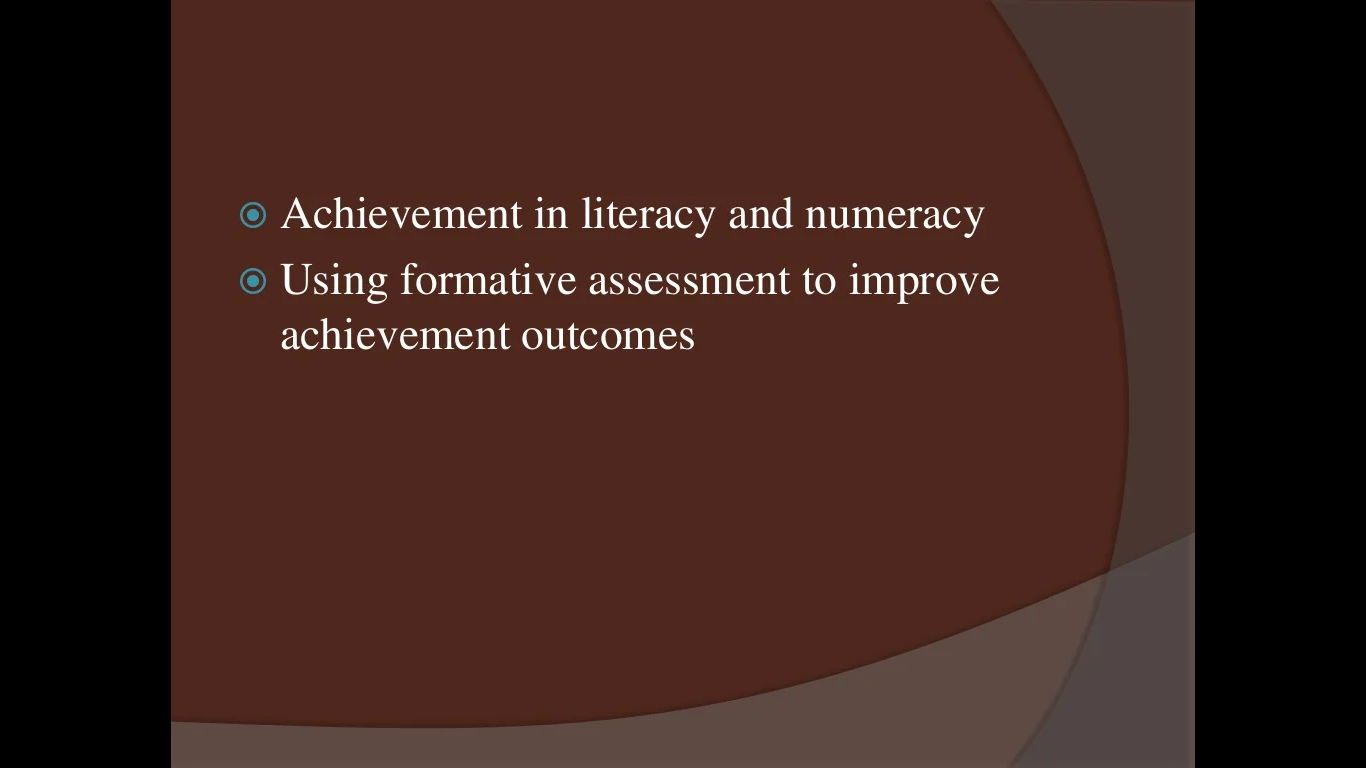 Achievement in literacy and numeracy
Using formative assessment to improve
achievement outcomes